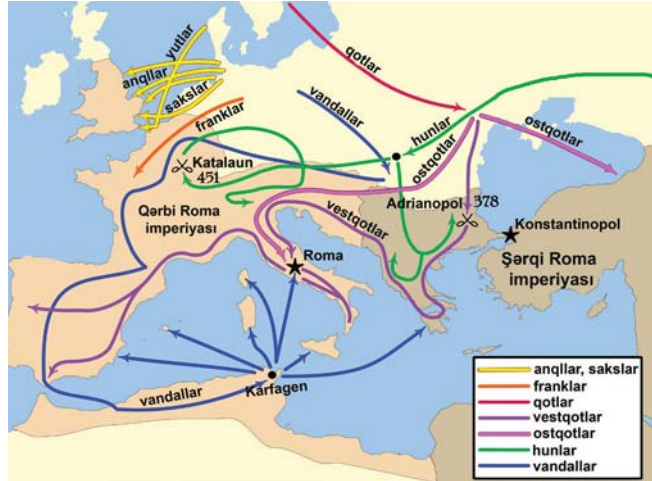 yutlar
anqllar
sakslar
franklar
qotlar
vandallar
hunlar
ostqotlar
ostqotlar
Katalaun
451
Adrianopol
378
vestqotlar
Qərbi Roma
imperiyası
Konstantinopol
Roma
Şərqi Roma
imperiyası
vandallar
Karfagen
anqllar, sakslar
franklar
qotlar
vestqotlar
ostqotlar
hunlar
vandallar